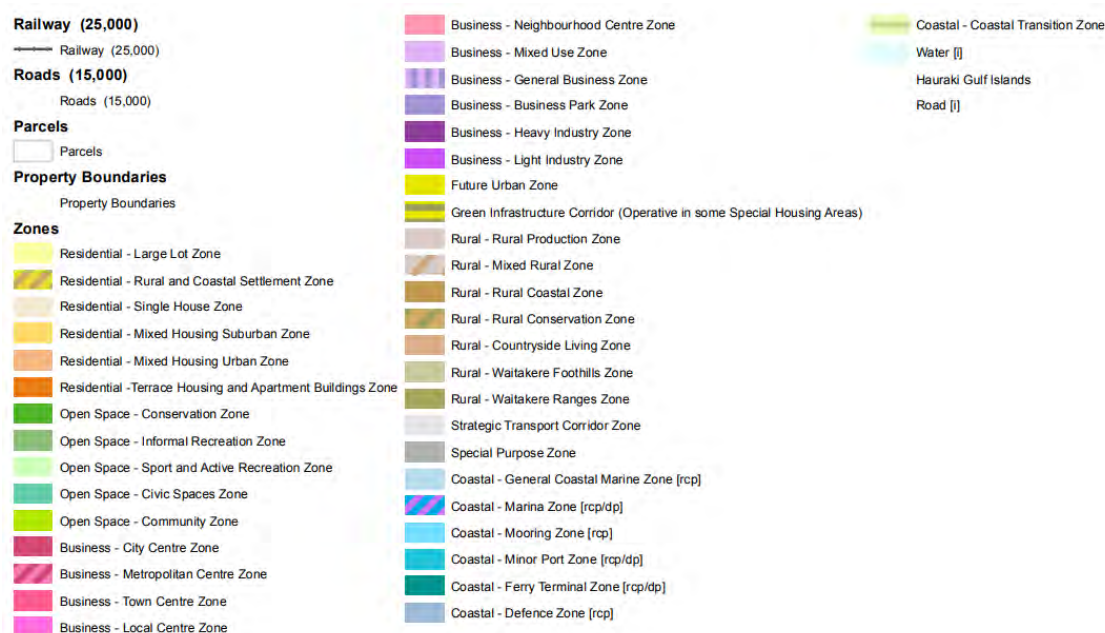 Railway (25,000)
Railway (25,000)
Roads (15,000)
Roads (15,000)
Parcels
Parcels
Property Boundaries
Property Boundaries
Zones
Residential - Large Lot Zone
Residential - Rural and Coastal Settlement Zone
Residential - Single House Zone
Residential - Mixed Housing Suburban Zone
Residential - Mixed Housing Urban Zone
Residential -Terrace Housing and Apartment Buildings Zone
Open Space - Conservation Zone
Open Space - Informal Recreation Zone
Open Space - Sport and Active Recreation Zone
Open Space - Civic Spaces Zone
Open Space - Community Zone
Business - City Centre Zone
Business - Metropolitan Centre Zone
Business - Town Centre Zone
Business - Local Centre Zone
Business - Neighbourhood Centre Zone
Business - Mixed Use Zone
Business - General Business Zone
Business - Business Park Zone
Business - Heavy Industry Zone
Business - Light Industry Zone
Future Urban Zone
Green Infrastructure Corridor (Operative in some Special Housing Areas)
Rural - Rural Production Zone
Rural - Mixed Rural Zone
Rural - Rural Coastal Zone
Rural - Rural Conservation Zone
Rural - Countryside Living Zone
Rural - Waitakere Foothills Zone
Rural - Waitakere Ranges Zone
Strategic Transport Corridor Zone
Special Purpose Zone
Coastal - General Coastal Marine Zone [rcp]
Coastal - Marina Zone [rcp/dp]
Coastal - Mooring Zone [rcp]
Coastal - Minor Port Zone [rcp/dp]
Coastal - Ferry Terminal Zone [rcp/dp]
Coastal - Defence Zone [rcp]
Coastal - Coastal Transition Zone
Water [i]
Hauraki Gulf Islands
Road [i]